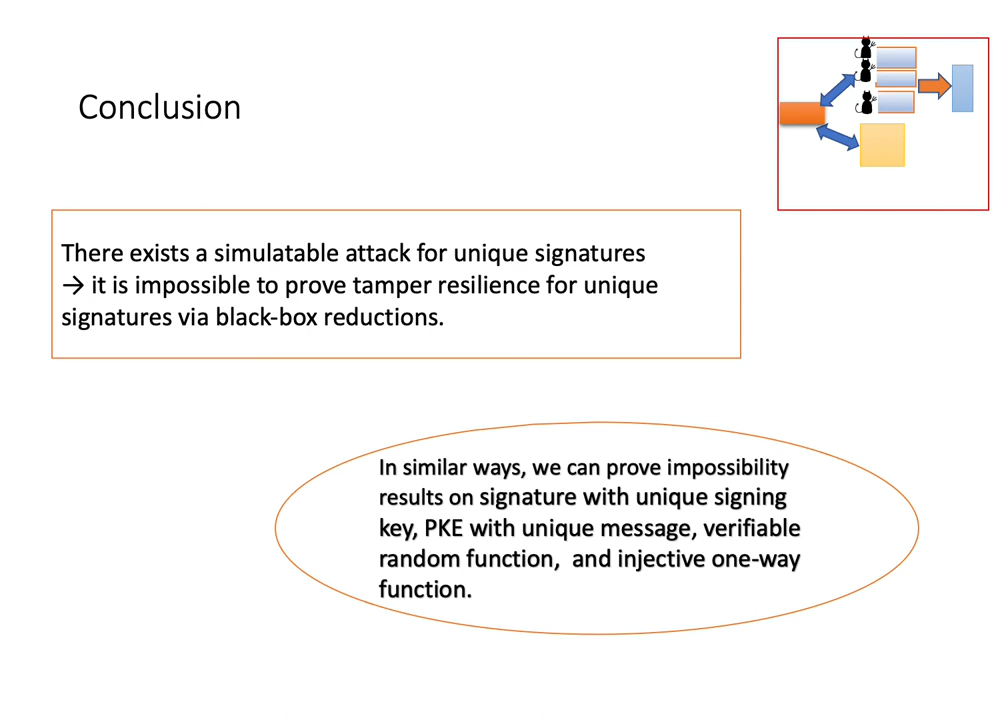 Conclusion
There exists a simulatable attack for unique signatures
→ it is impossible to prove tamper resilience for unique
signatures via black-box reductions.
In similar ways, we can prove impossibility
results on signature with unique signing
key, PKE with unique message, verifiable
random function,  and injective one-way
function.